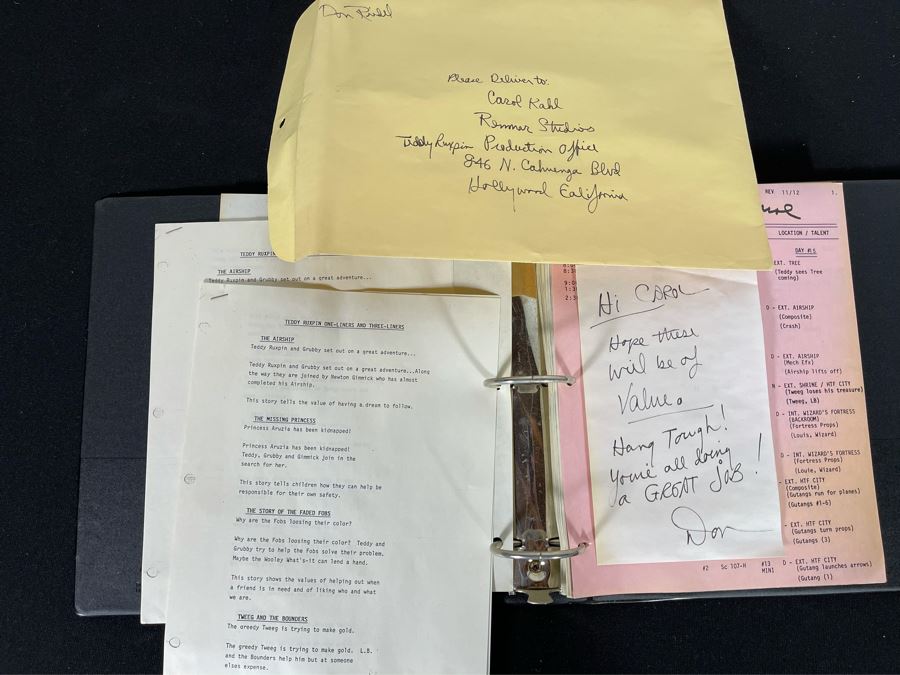 Don
Please Deliver to:
Carol Kahl
Renmar Studios
Teddy Ruxpin Production Office
846 N. Cahuenga Blvd
Hollywood California
TEDDY RUXPIN
THE AIRSHIP
Teddy Ruxpin and Grubby set out on a great adventure...
TEDDY RUXPIN ONE-LINERS AND THREE-LINERS
THE AIRSHIP
Teddy Ruxpin and Grubby set out on a great adventure...
Teddy Ruxpin and Grubby set out on a great adventure...Along
the way they are joined by Newton Gimmick who has almost
completed his Airship.
This story tells the value of having a dream to follow.
THE MISSING PRINCESS
Princess Aruzia has been kidnapped!
Princess Aruzia has been kidnapped!
Teddy, Grubby and Gimmick join in the
search for her.
This story tells children how they can help be
responsible for their own safety.
THE STORY OF THE FADED FOBS
Why are the Fobs loosing their color?
Why are the Fobs loosing their color? Teddy and
Grubby try to help the Fobs solve their problem.
Maybe the Wooley What's-it can lend a hand.
This story shows the values of helping out when
a friend is in need and of liking who and what
we are.
TWEEG AND THE BOUNDERS
The greedy Tweeg is trying to make gold.
The greedy Tweeg is trying to make gold. L.B.
and the Bounders help him but at someone
elses expense.
Hi CAROL
Hope these
will be of
Value.
Hang Tough!
You're all doing
a GREAT JOB!
Don
REV 11/12 1.
LOCATION / TALENT
DAY #15
EXT. TREE
(Teddy sees Tree
coming)
D - EXT. AIRSHIP
(Composite)
(Crash)
D - EXT. AIRSHIP
(Mech Efx)
(Airship lifts off)
N - EXT. SHRINE / HTF CITY
(Tweeg loses his treasure)
(Tweeg, LB)
D - INT. WIZARD'S FORTRESS
(BACKROOM)
(Fortress Props)
(Louis, Wizard)
D - INT. WIZARD'S FORTRESS
(Fortress Props)
(Louie, Wizard)
- EXT. HTF CITY
(Composite)
(Gutangs run for planes)
(Gutangs #1-6)
- EXT. HTF CITY
(Gutangs turn props)
(Gutangs (3)
#2 Sc 107-H #13 D - EXT. HTF CITY
MINI (Gutang launches arrows)
(Gutang (1)